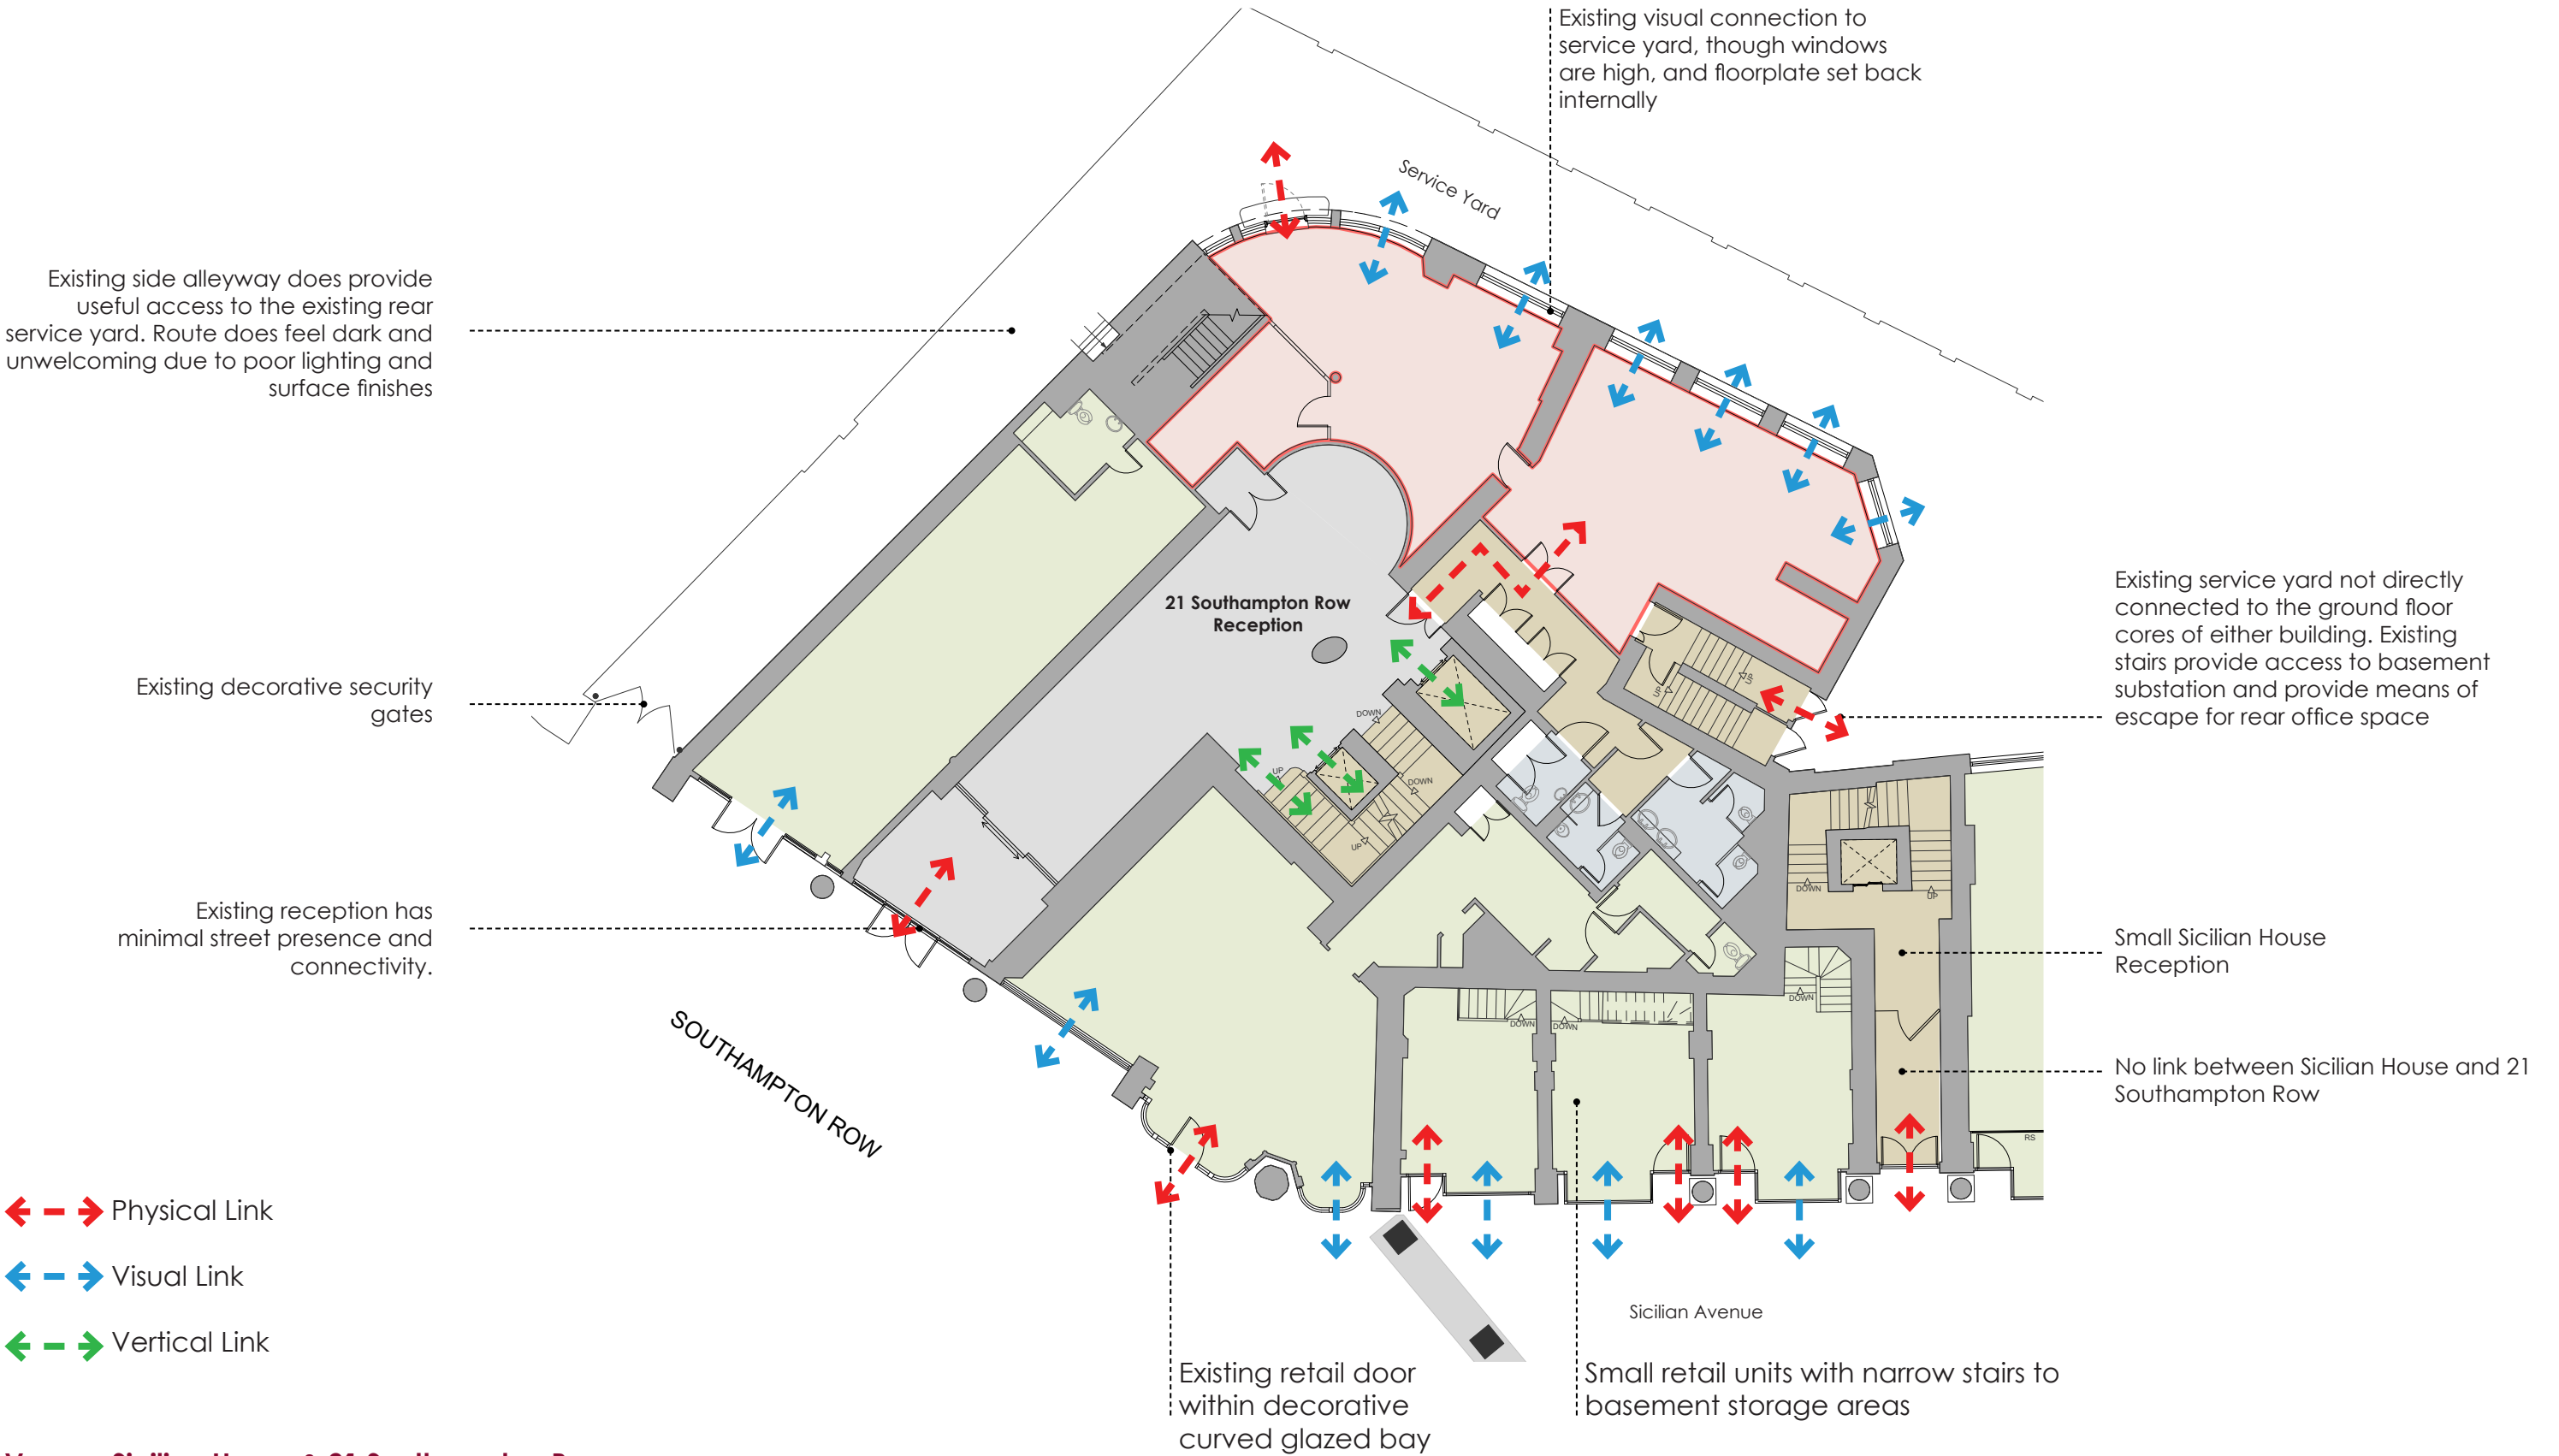 Existing visual connection to
service yard, though windows
are high, and floorplate set back
internally
Service Yard
Existing side alleyway does provide
useful access to the existing rear
service yard. Route does feel dark and
unwelcoming due to poor lighting and
surface finishes
21 Southampton Row
Reception
Existing service yard not directly
connected to the ground floor
cores of either building. Existing
stairs provide access to basement
substation and provide means of
escape for rear office space
Existing decorative security
gates
UP
UP
DOWN
UP
DOWN
UP
DOWN
UP
Existing reception has
minimal street presence and
connectivity.
Small Sicilian House
Reception
DOWN
DOWN
DOWN
SOUTHAMPTON ROW
No link between Sicilian House and 21
Southampton Row
RS
Physical Link
Visual Link
Vertical Link
Sicilian Avenue
Existing retail door
within decorative
curved glazed bay
Small retail units with narrow stairs to
basement storage areas